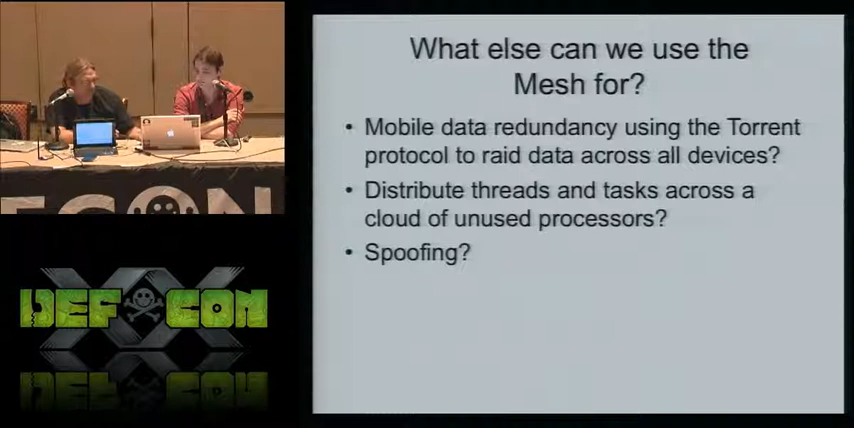 What else can we use the
Mesh for?
• Mobile data redundancy using the Torrent
protocol to raid data across all devices?
• Distribute threads and tasks across a
cloud of unused processors?
• Spoofing?
DEF CON
XX